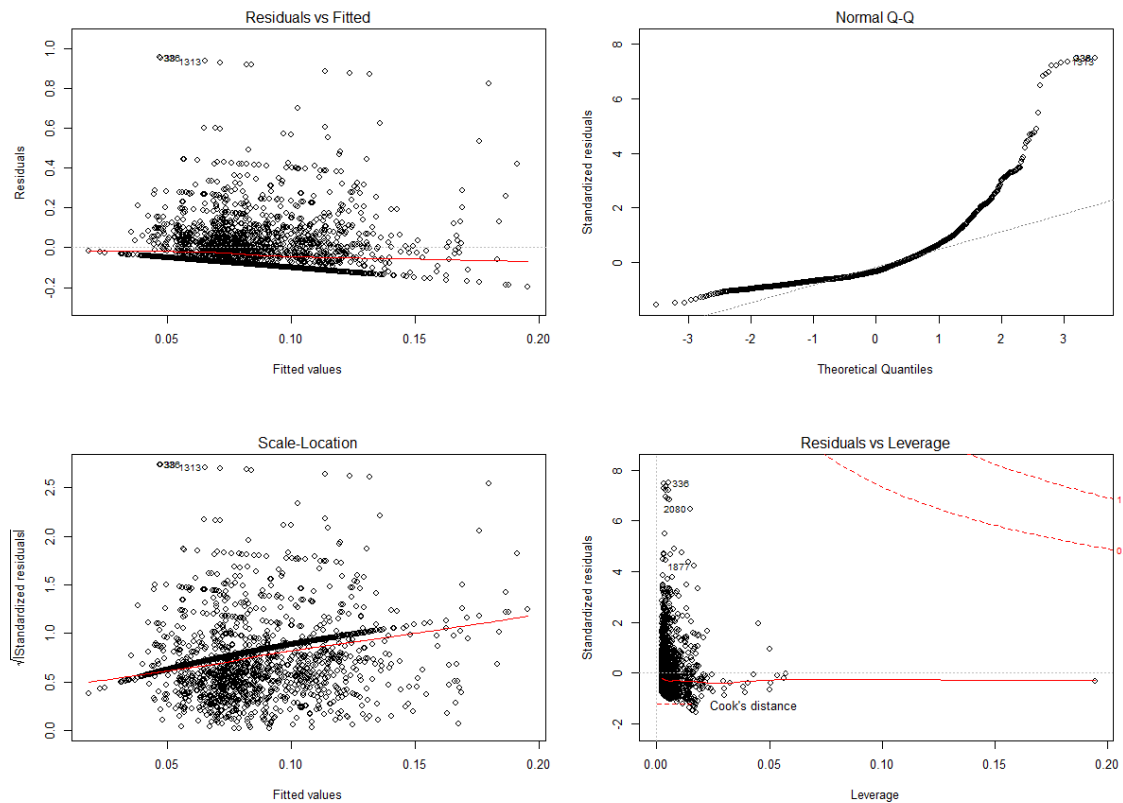 Residuals vs Fitted
Residuals
1.0
0.8
0.6
0.4
0.2
0.0
-0.2
1313
0.05 0.10 0.15 0.20
Fitted values
Normal Q-Q
Standardized residuals
8
6
4
2
0
1313
-3 -2 -1 0 1 2 3
Theoretical Quantiles
Scale-Location
√|Standardized residuals|
2.5
2.0
1.5
1.0
0.5
0.0
1313
0.05 0.10 0.15 0.20
Fitted values
Residuals vs Leverage
Standardized residuals
8
6
4
2
0
-2
336
2080
1877
Cook's distance
1
0
0.00 0.05 0.10 0.15 0.20
Leverage